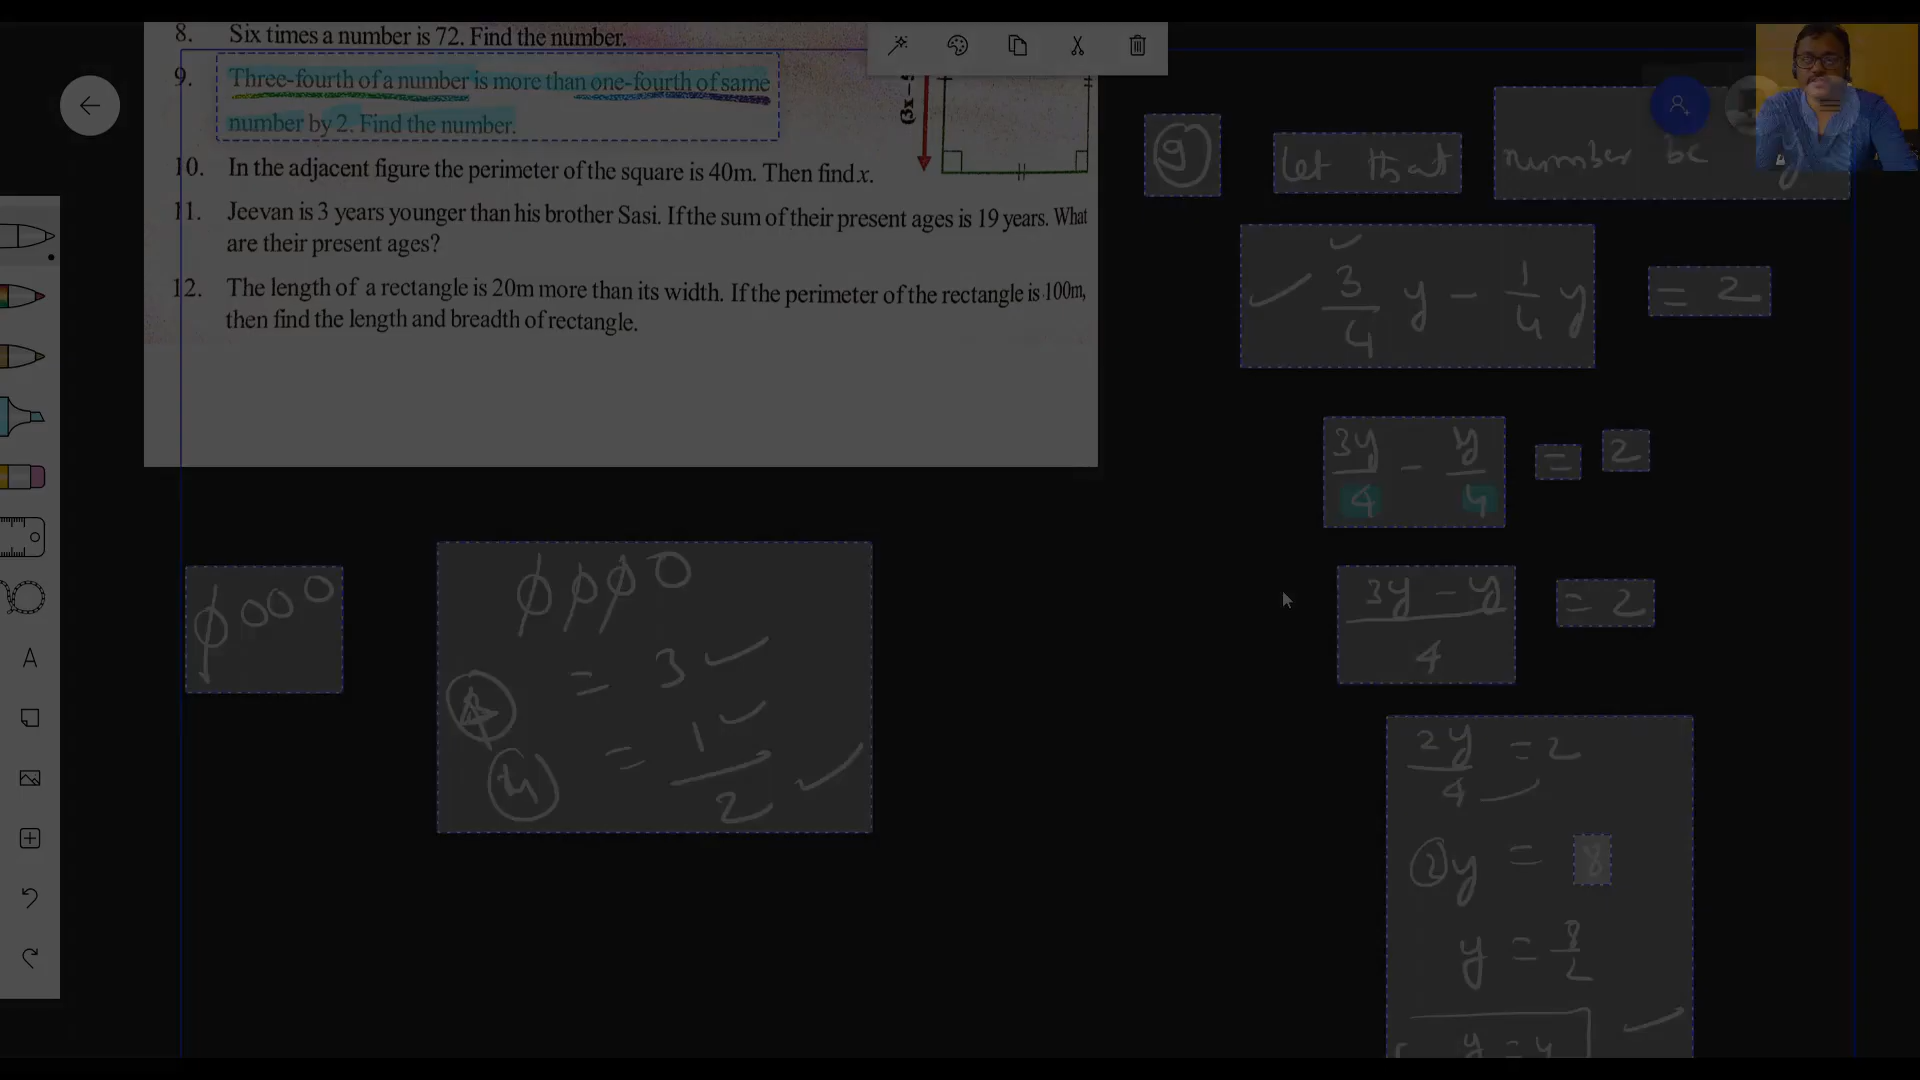 8. Six times a number is 72. Find the number.
9. Three-fourth of a number is more than one-fourth of same
number by 2. Find the number.
10. In the adjacent figure the perimeter of the square is 40m. Then find x.
11. Jeevan is 3 years younger than his brother Sasi. If the sum of their present ages is 19 years. What
are their present ages?
12. The length of a rectangle is 20m more than its width. If the perimeter of the rectangle is 100m,
then find the length and breadth of rectangle.
9 let that number be y
3/4 y - 1/4 y = 2
3y/4 - y/4 = 2
3y - y / 4 = 2
2y/4 = 2
2y = 8
y = 8/2
y = 4
= 3
= 1/2
A